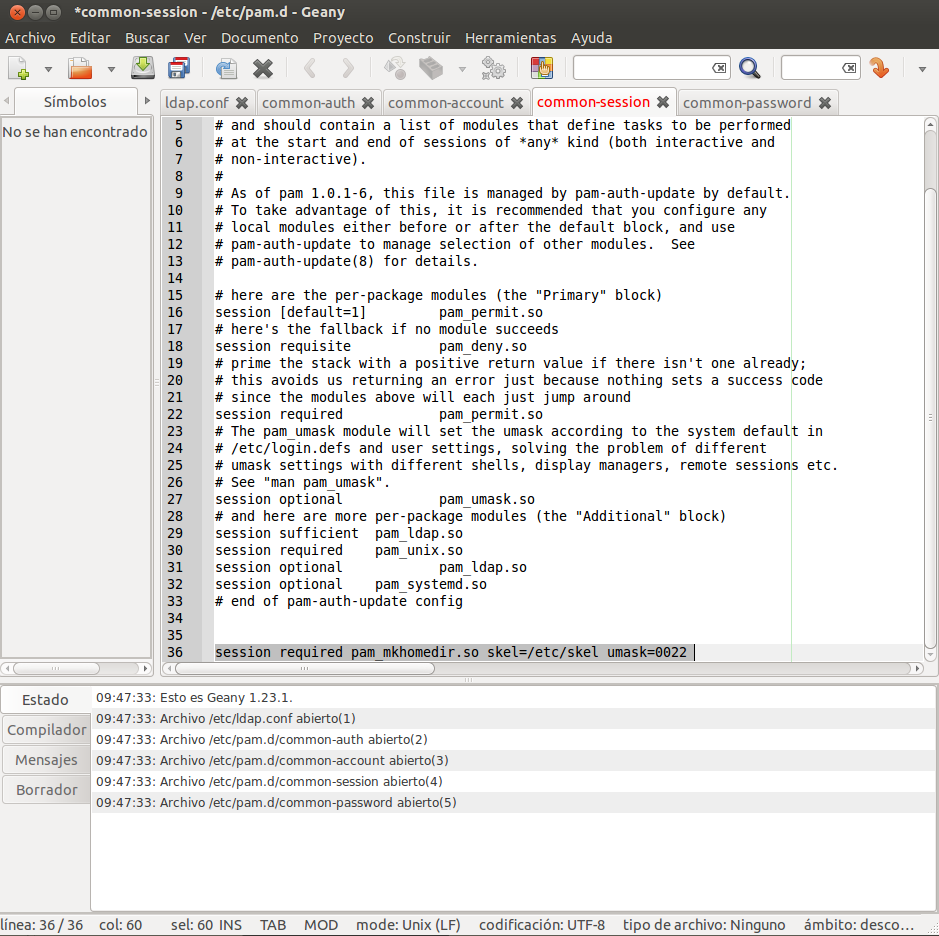 *common-session - /etc/pam.d - Geany
Archivo Editar Buscar Ver Documento Proyecto Construir Herramientas Ayuda
Símbolos
ldap.conf common-auth common-account common-session common-password
No se han encontrado
5 # and should contain a list of modules that define tasks to be performed
6 # at the start and end of sessions of *any* kind (both interactive and
7 # non-interactive).
8 #
9 # As of pam 1.0.1-6, this file is managed by pam-auth-update by default.
10 # To take advantage of this, it is recommended that you configure any
11 # local modules either before or after the default block, and use
12 # pam-auth-update to manage selection of other modules.  See
13 # pam-auth-update(8) for details.
14
15 # here are the per-package modules (the "Primary" block)
16 session [default=1]         pam_permit.so
17 # here's the fallback if no module succeeds
18 session requisite           pam_deny.so
19 # prime the stack with a positive return value if there isn't one already;
20 # this avoids us returning an error just because nothing sets a success code
21 # since the modules above will each just jump around
22 session required            pam_permit.so
23 # The pam_umask module will set the umask according to the system default in
24 # /etc/login.defs and user settings, solving the problem of different
25 # umask settings with different shells, display managers, remote sessions etc.
26 # See "man pam_umask".
27 session optional            pam_umask.so
28 # and here are more per-package modules (the "Additional" block)
29 session sufficient  pam_ldap.so
30 session required    pam_unix.so
31 session optional            pam_ldap.so
32 session optional    pam_systemd.so
33 # end of pam-auth-update config
34
35
36 session required pam_mkhomedir.so skel=/etc/skel umask=0022
Estado
Compilador
Mensajes
Borrador
09:47:33: Esto es Geany 1.23.1.
09:47:33: Archivo /etc/ldap.conf abierto(1)
09:47:33: Archivo /etc/pam.d/common-auth abierto(2)
09:47:33: Archivo /etc/pam.d/common-account abierto(3)
09:47:33: Archivo /etc/pam.d/common-session abierto(4)
09:47:33: Archivo /etc/pam.d/common-password abierto(5)
línea: 36 / 36 col: 60 sel: 60 INS TAB MOD mode: Unix (LF) codificación: UTF-8 tipo de archivo: Ninguno ámbito: desco...